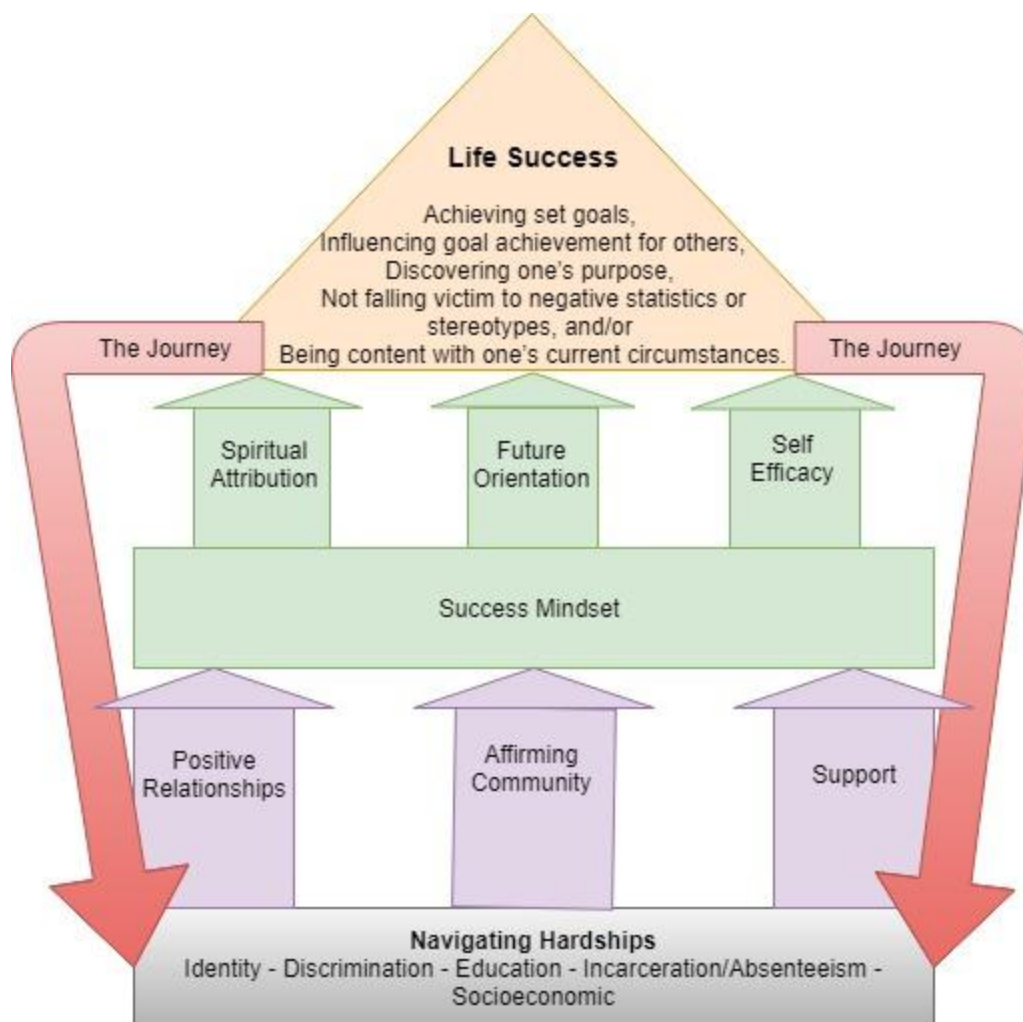 Life Success
Achieving set goals,
Influencing goal achievement for others,
Discovering one's purpose,
Not falling victim to negative statistics or
stereotypes, and/or
Being content with one's current circumstances.
The Journey
The Journey
Spiritual
Attribution
Future
Orientation
Self
Efficacy
Success Mindset
Positive
Relationships
Affirming
Community
Support
Navigating Hardships
Identity - Discrimination - Education - Incarceration/Absenteeism -
Socioeconomic